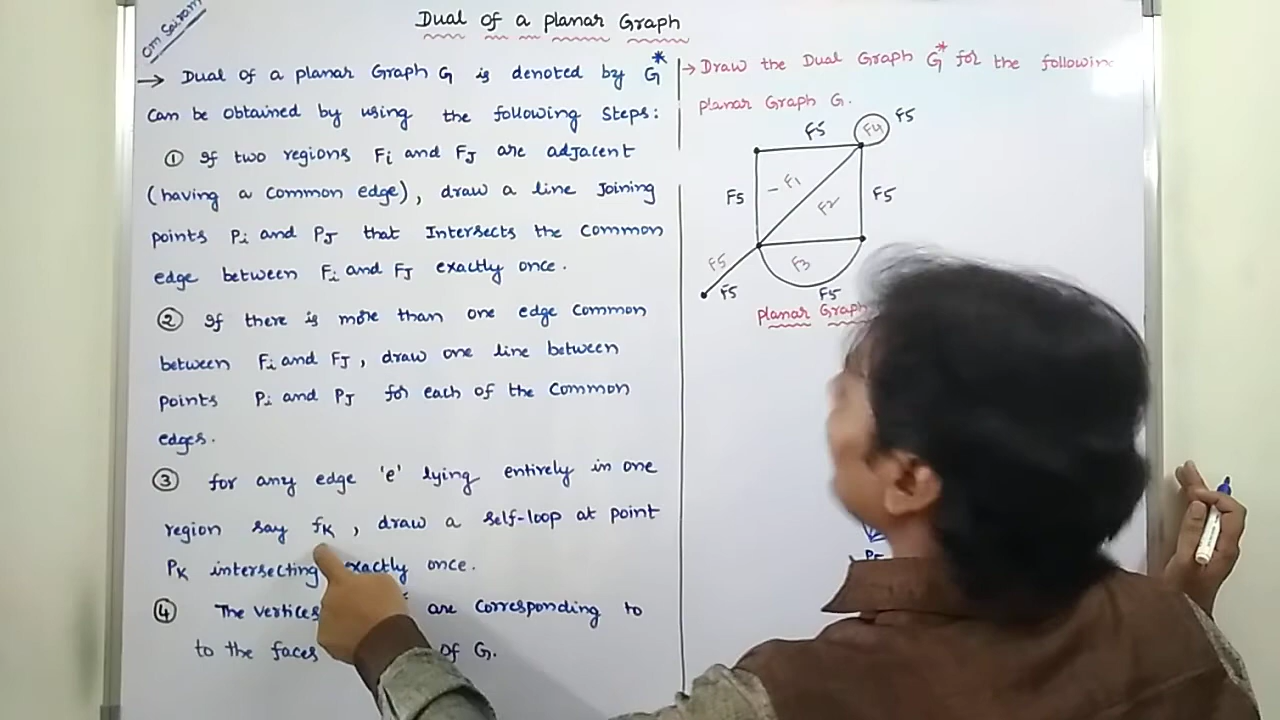 Om Sairam
Dual of a planar Graph
→ Dual of a planar Graph G is denoted by G*
can be obtained by using the following Steps:
① If two regions Fi and FJ are adjacent
(having a common edge), draw a line Joining
points Pi and PJ that Intersects the common
edge between Fi and FJ exactly once.
② If there is more than one edge common
between Fi and FJ, draw one line between
points Pi and PJ for each of the common
edges.
③ for any edge 'e' lying entirely in one
region say fK, draw a self-loop at point
PK intersecting exactly once.
④ The vertices are corresponding to
to the faces of G.
→ Draw the Dual Graph G* for the following
planar Graph G.
F5 F4 F5
F5 F1 F2 F5
F5 F3
F5 F5
planar Graph